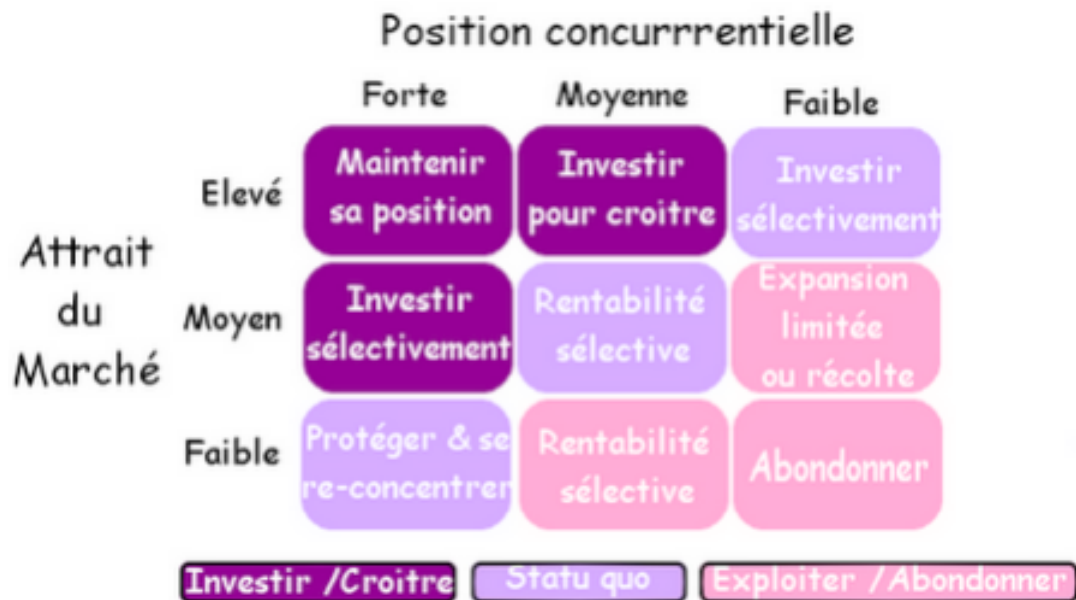 Position concurrrentielle
Forte Moyenne Faible
Attrait
du
Marché
Elevé
Maintenir
sa position
Investir
pour croitre
Investir
sélectivement
Moyen
Investir
sélectivement
Rentabilité
sélective
Expansion
limitée
ou récolte
Faible
Protéger & se
re-concentrer
Rentabilité
sélective
Abondonner
Investir /Croitre
Statu quo
Exploiter /Abandonner